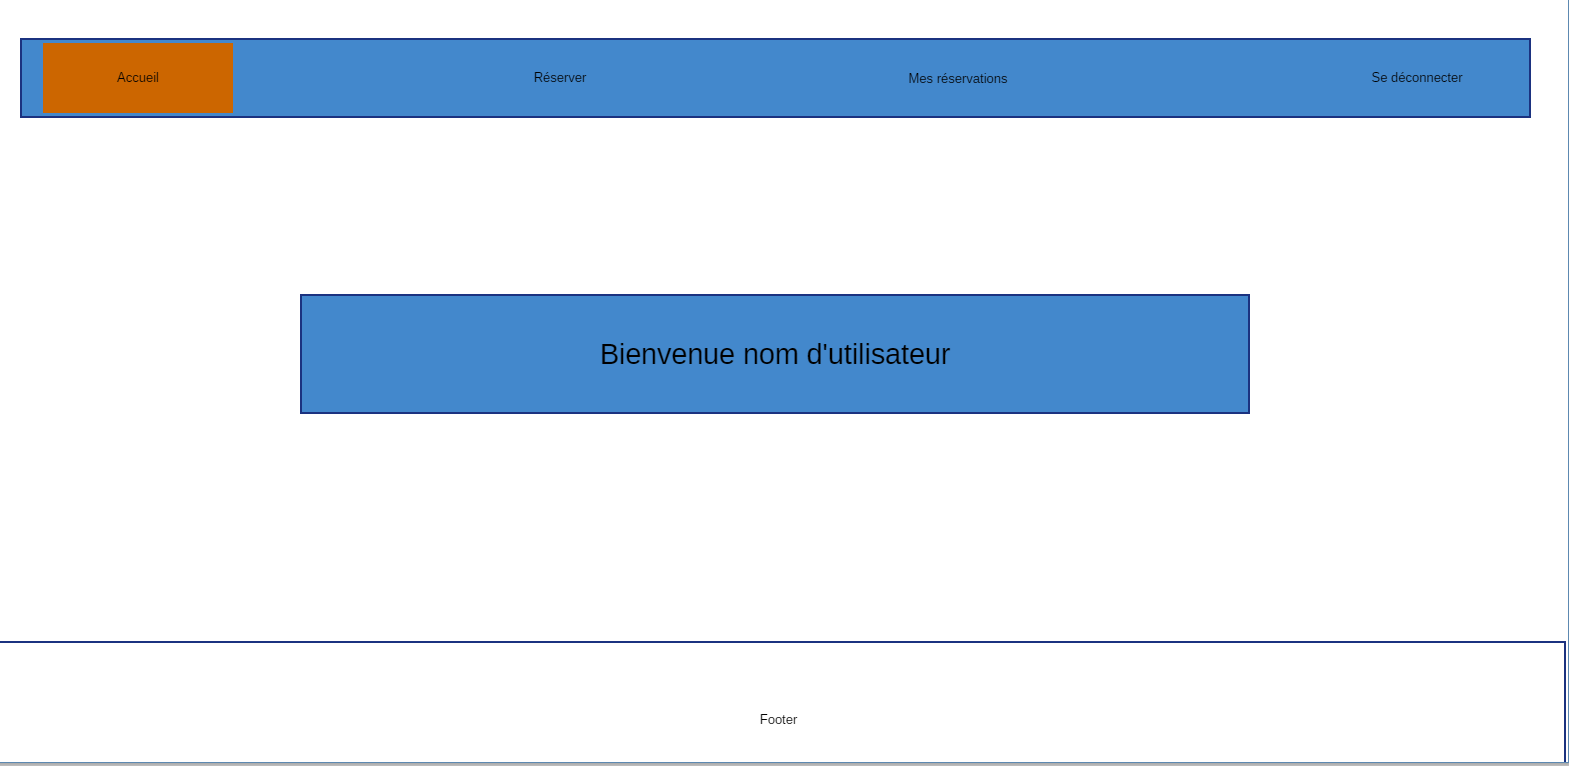 Accueil
Réserver
Mes réservations
Se déconnecter
Bienvenue nom d'utilisateur
Footer